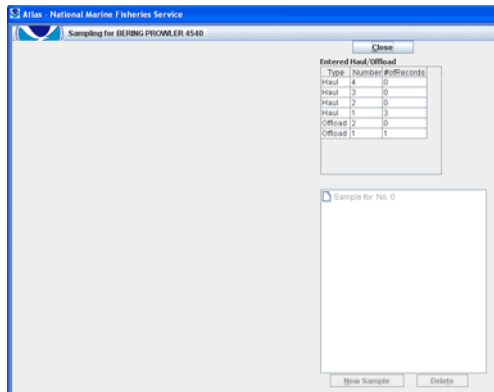 Atlas - National Marine Fisheries Service
Sampling for BERING PROWLER 4540
Close
Entered Haul/Offload
Type Number #ofRecords
Haul 4 0
Haul 3 0
Haul 2 0
Haul 1 3
Offload 2 0
Offload 1 1
Sample for No. 0
New Sample Delete